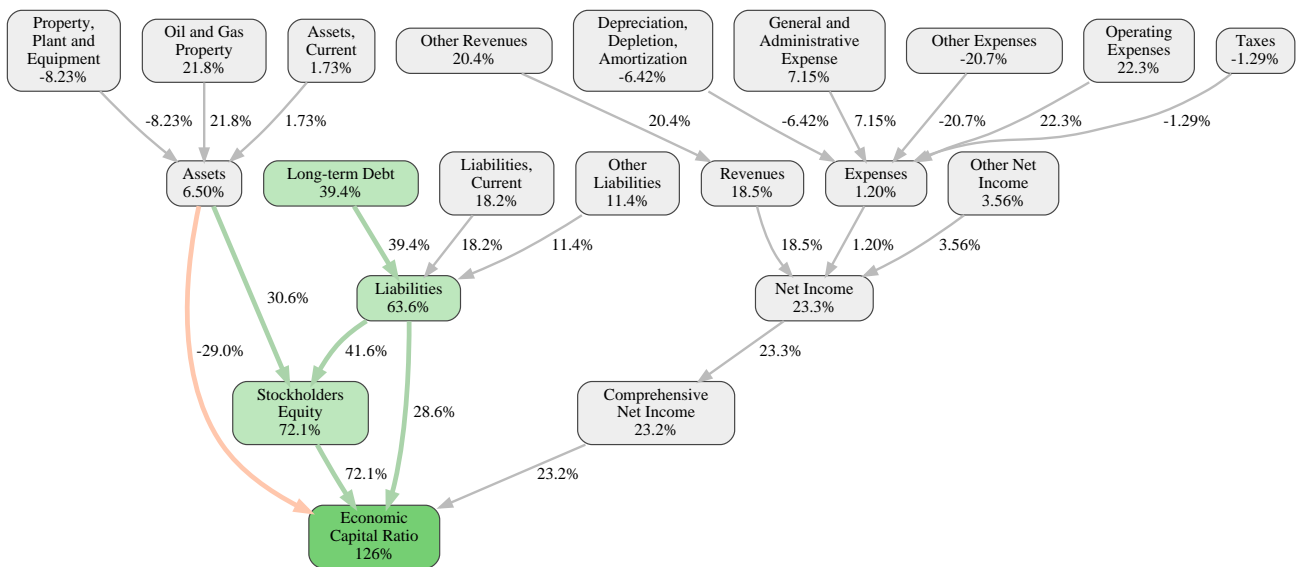 Property,
Plant and
Equipment
-8.23%
Oil and Gas
Property
21.8%
Assets,
Current
1.73%
Other Revenues
20.4%
Depreciation,
Depletion,
Amortization
-6.42%
General and
Administrative
Expense
7.15%
Other Expenses
-20.7%
Operating
Expenses
22.3%
Taxes
-1.29%
-8.23%
21.8%
1.73%
20.4%
-6.42%
7.15%
-20.7%
22.3%
-1.29%
Assets
6.50%
Long-term Debt
39.4%
Liabilities,
Current
18.2%
Other
Liabilities
11.4%
Revenues
18.5%
Expenses
1.20%
Other Net
Income
3.56%
39.4%
18.2%
11.4%
18.5%
1.20%
3.56%
30.6%
Liabilities
63.6%
Net Income
23.3%
-29.0%
41.6%
23.3%
Stockholders
Equity
72.1%
28.6%
Comprehensive
Net Income
23.2%
72.1%
23.2%
Economic
Capital Ratio
126%